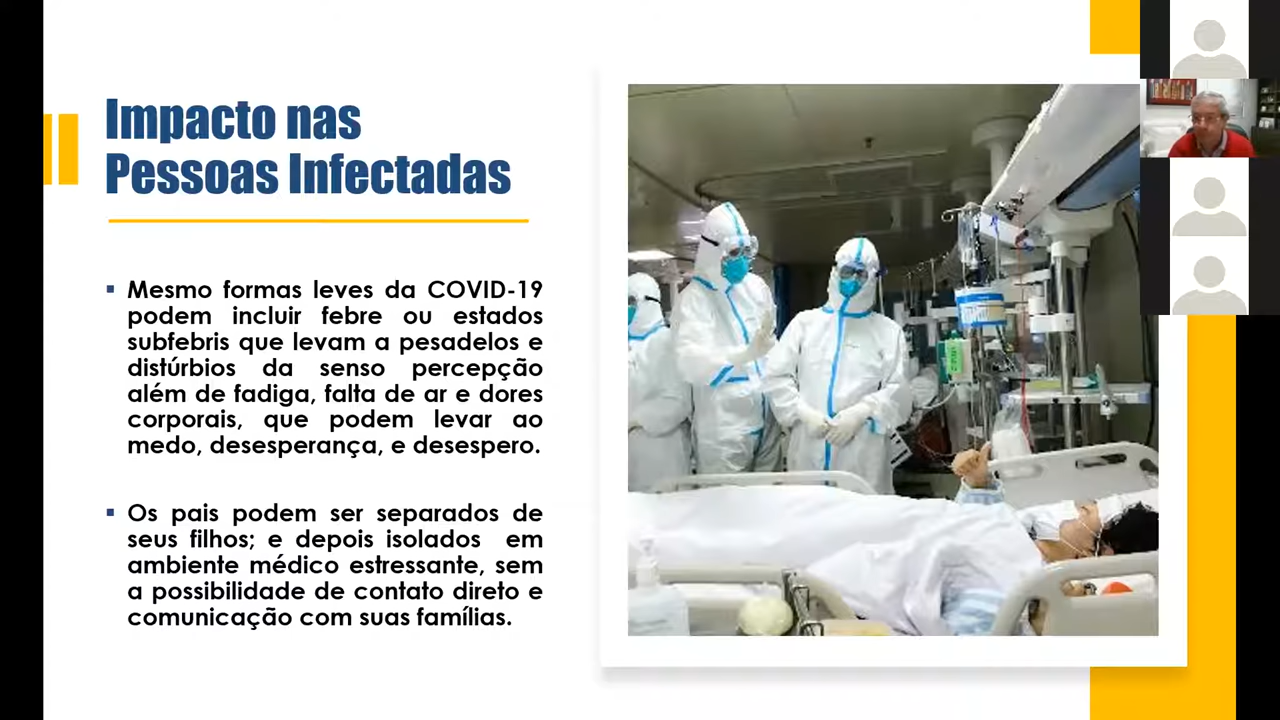 Impacto nas
Pessoas Infectadas
Mesmo formas leves da COVID-19
podem incluir febre ou estados
subfebris que levam a pesadelos e
distúrbios da senso percepção
além de fadiga, falta de ar e dores
corporais, que podem levar ao
medo, desesperança, e desespero.
Os pais podem ser separados de
seus filhos; e depois isolados em
ambiente médico estressante, sem
a possibilidade de contato direto e
comunicação com suas famílias.